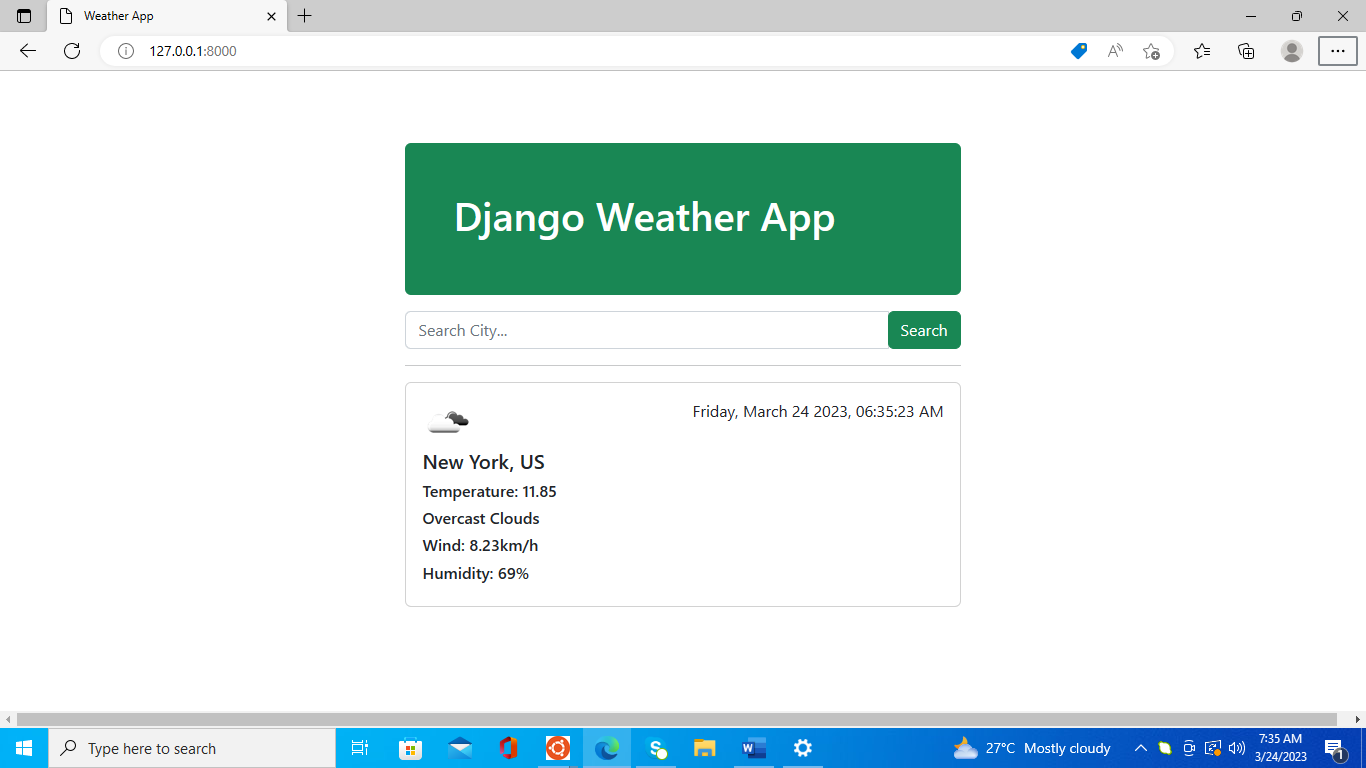 Weather App
127.0.0.1:8000
Django Weather App
Search City...
Search
Friday, March 24 2023, 06:35:23 AM
New York, US
Temperature: 11.85
Overcast Clouds
Wind: 8.23km/h
Humidity: 69%
Type here to search
27°C Mostly cloudy
7:35 AM
3/24/2023
1